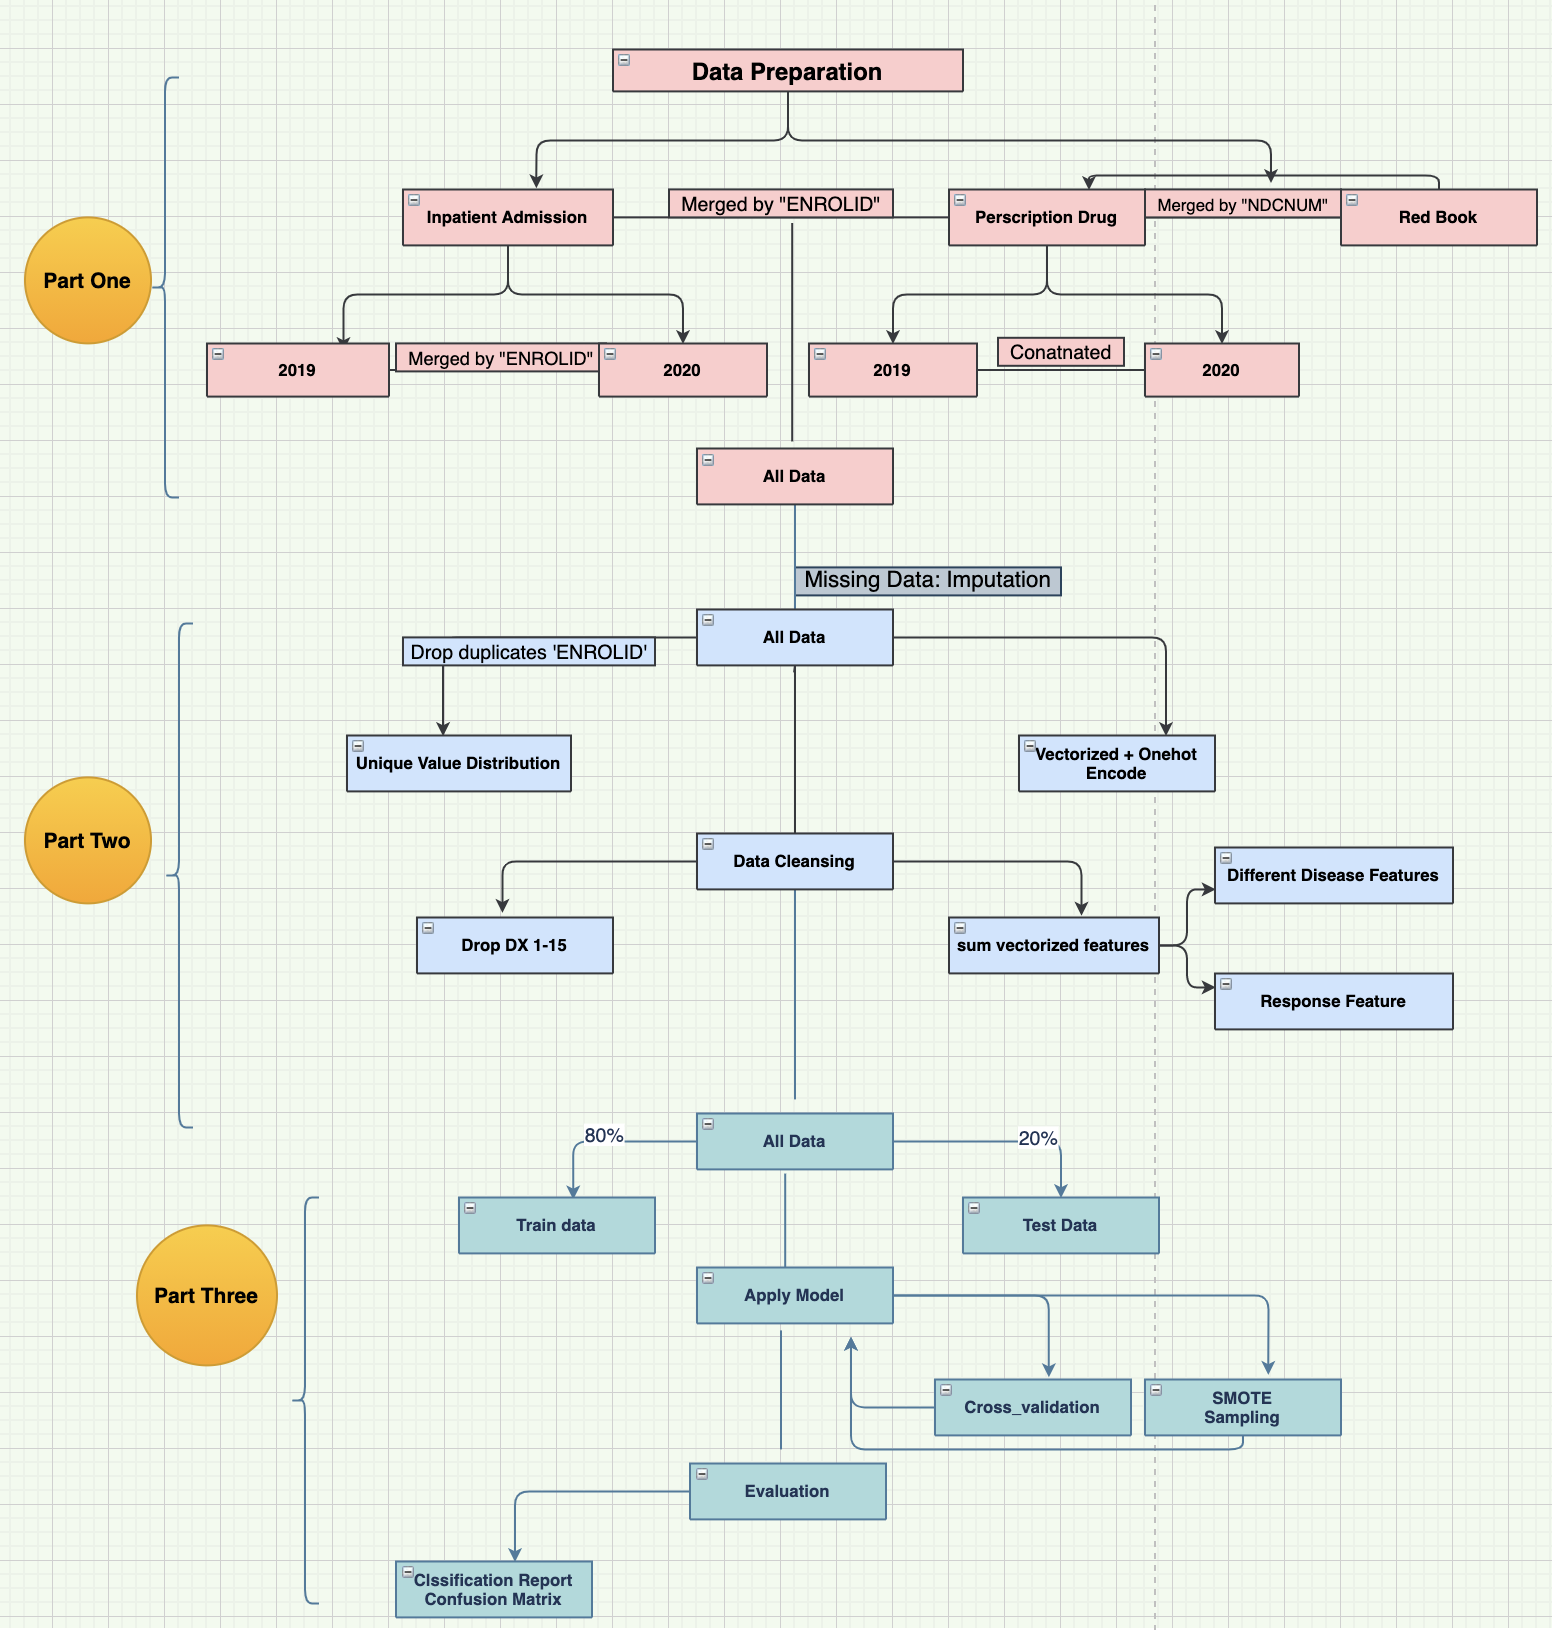 Data Preparation
Inpatient Admission
Merged by "ENROLID"
Perscription Drug
Merged by "NDCNUM"
Red Book
Part One
2019
Merged by "ENROLID"
2020
2019
Conatnated
2020
All Data
Missing Data: Imputation
All Data
Drop duplicates 'ENROLID'
Unique Value Distribution
Vectorized + Onehot
Encode
Part Two
Data Cleansing
Different Disease Features
Drop DX 1-15
sum vectorized features
Response Feature
80%
All Data
20%
Train data
Test Data
Part Three
Apply Model
Cross_validation
SMOTE
Sampling
Evaluation
Clssification Report
Confusion Matrix